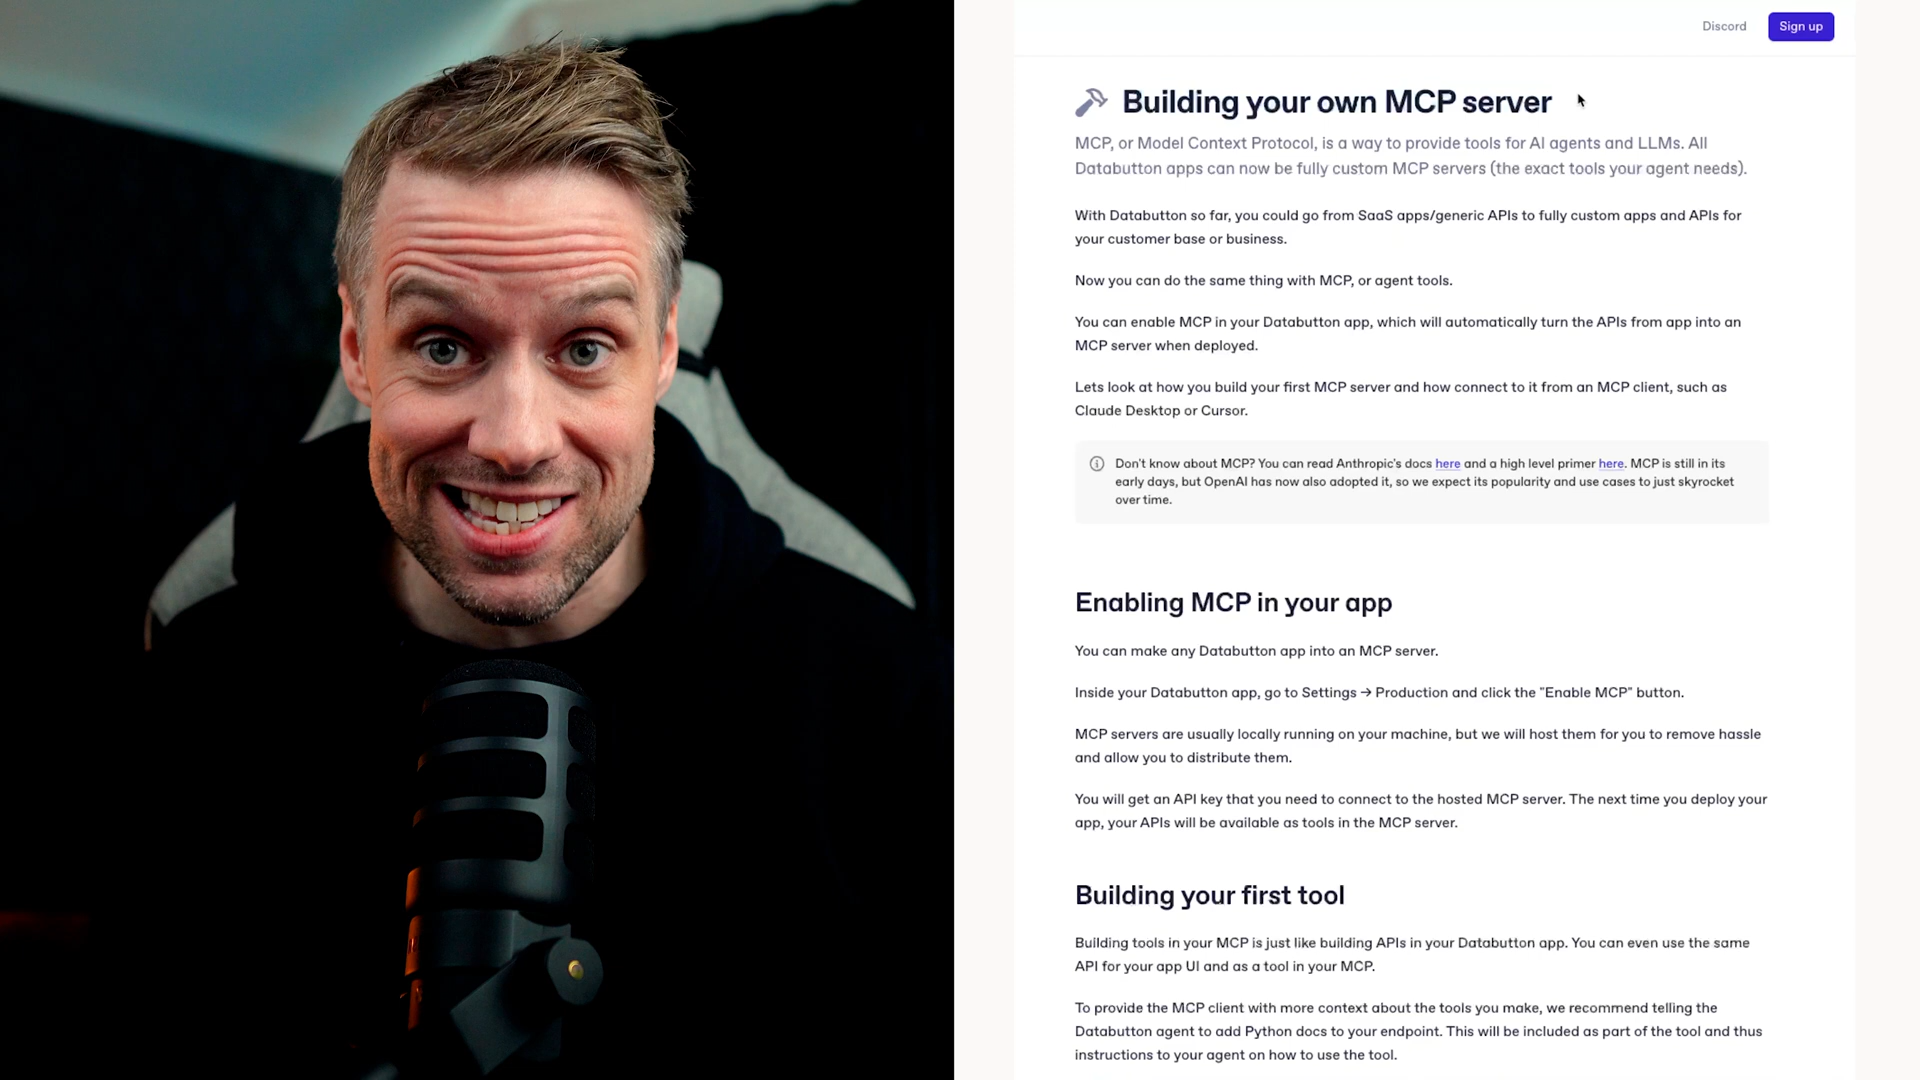 Discord
Sign up
Building your own MCP server
MCP, or Model Context Protocol, is a way to provide tools for AI agents and LLMs. All
Databutton apps can now be fully custom MCP servers (the exact tools your agent needs).
With Databutton so far, you could go from SaaS apps/generic APIs to fully custom apps and APIs for
your customer base or business.
Now you can do the same thing with MCP, or agent tools.
You can enable MCP in your Databutton app, which will automatically turn the APIs from app into an
MCP server when deployed.
Lets look at how you build your first MCP server and how connect to it from an MCP client, such as
Claude Desktop or Cursor.
Don't know about MCP? You can read Anthropic's docs here and a high level primer here. MCP is still in its
early days, but OpenAI has now also adopted it, so we expect its popularity and use cases to just skyrocket
over time.
Enabling MCP in your app
You can make any Databutton app into an MCP server.
Inside your Databutton app, go to Settings → Production and click the "Enable MCP" button.
MCP servers are usually locally running on your machine, but we will host them for you to remove hassle
and allow you to distribute them.
You will get an API key that you need to connect to the hosted MCP server. The next time you deploy your
app, your APIs will be available as tools in the MCP server.
Building your first tool
Building tools in your MCP is just like building APIs in your Databutton app. You can even use the same
API for your app UI and as a tool in your MCP.
To provide the MCP client with more context about the tools you make, we recommend telling the
Databutton agent to add Python docs to your endpoint. This will be included as part of the tool and thus
instructions to your agent on how to use the tool.